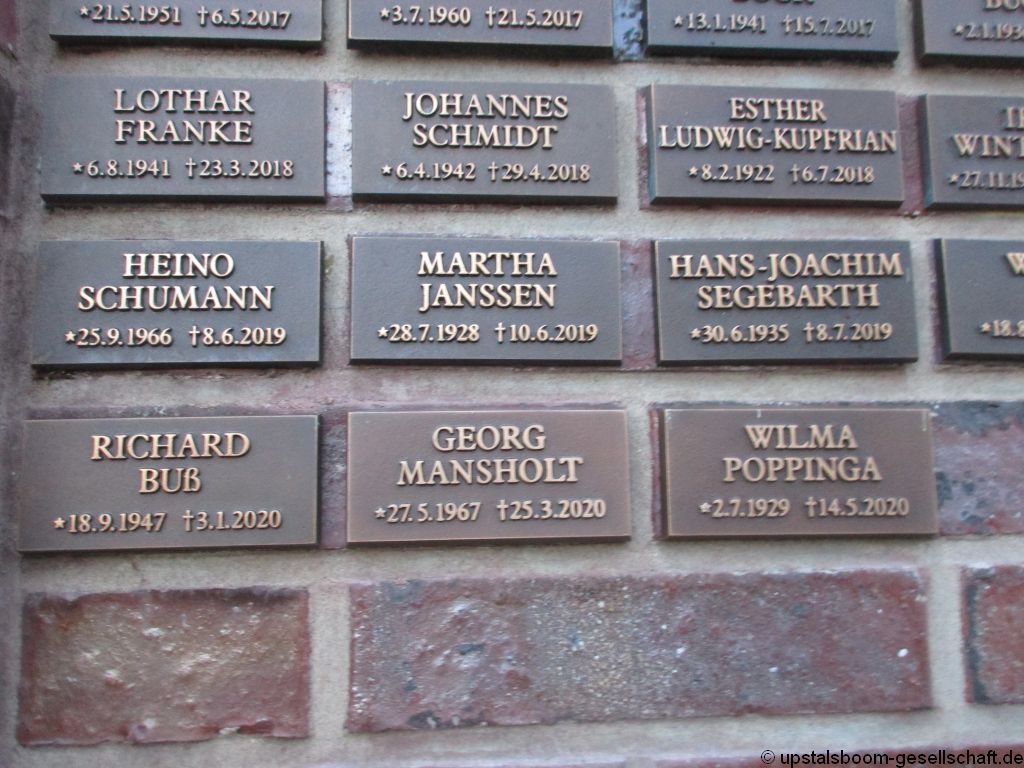 *21.5.1951 †6.5.2017
*3.7.1960 †21.5.2017
*13.1.1941 †15.7.2017
LOTHAR
FRANKE
*6.8.1941 †23.3.2018
JOHANNES
SCHMIDT
*6.4.1942 †29.4.2018
ESTHER
LUDWIG-KUPFRIAN
*8.2.1922 †6.7.2018
HEINO
SCHUMANN
*25.9.1966 †8.6.2019
MARTHA
JANSSEN
*28.7.1928 †10.6.2019
HANS-JOACHIM
SEGEBARTH
*30.6.1935 †8.7.2019
RICHARD
BUß
*18.9.1947 †3.1.2020
GEORG
MANSHOLT
*27.5.1967 †25.3.2020
WILMA
POPPINGA
*2.7.1929 †14.5.2020
© upstalsboom-gesellschaft.de